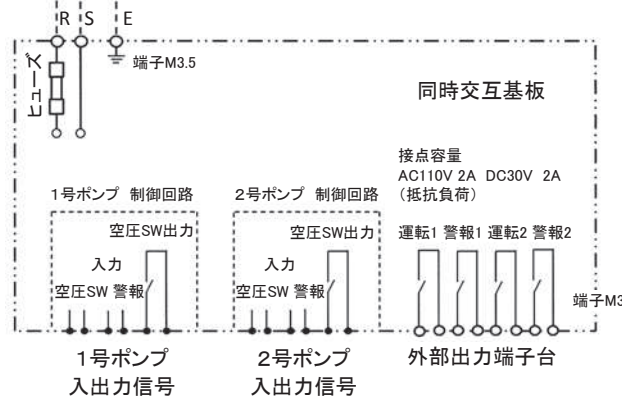 R S E
端子M3.5
ヒューズ
同時交互基板
接点容量
AC110V 2A DC30V 2A
（抵抗負荷）
1号ポンプ 制御回路
2号ポンプ 制御回路
空圧SW出力
空圧SW出力
運転1 警報1 運転2 警報2
入力
入力
空圧SW 警報
空圧SW 警報
端子M3
1号ポンプ
入出力信号
2号ポンプ
入出力信号
外部出力端子台